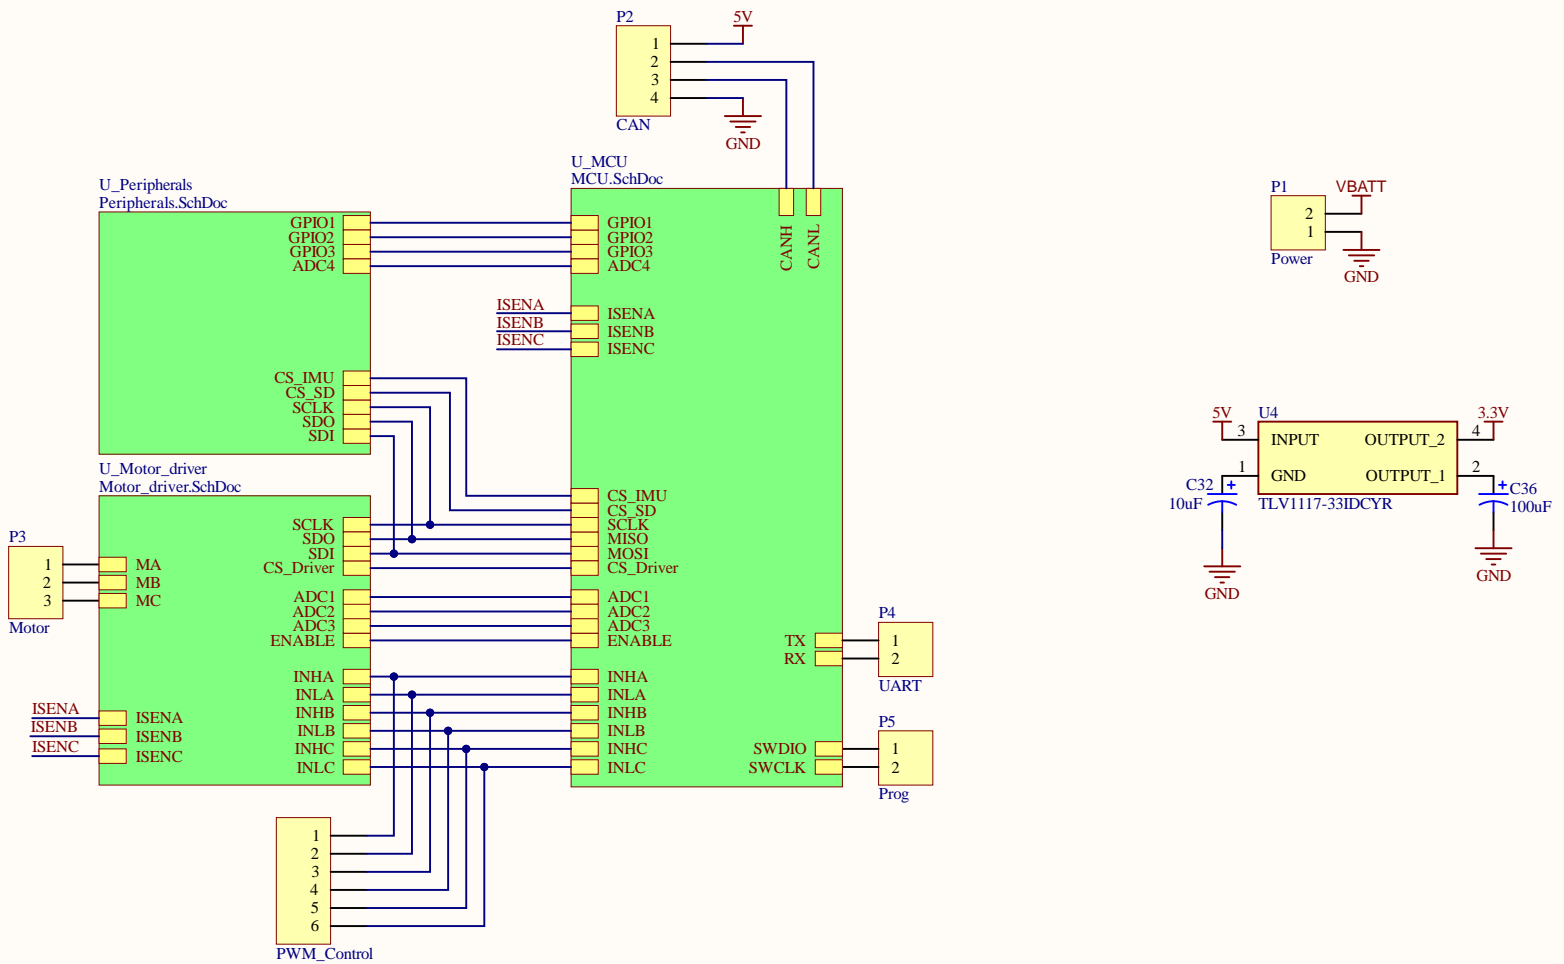 P2
5V
1
2
3
4
CAN
GND
U_MCU
MCU.SchDoc
CANH
CANL
GPIO1
GPIO2
GPIO3
ADC4
ISENA ISENA
ISENB ISENB
ISENC ISENC
CS_IMU
CS_SD
SCLK
MISO
MOSI
CS_Driver
ADC1
ADC2
ADC3
ENABLE
INHA
INLA
INHB
INLB
INHC
INLC
TX
RX
SWDIO
SWCLK
U_Peripherals
Peripherals.SchDoc
GPIO1
GPIO2
GPIO3
ADC4
CS_IMU
CS_SD
SCLK
SDO
SDI
U_Motor_driver
Motor_driver.SchDoc
SCLK
SDO
SDI
CS_Driver
ADC1
ADC2
ADC3
ENABLE
INHA
INLA
INHB
INLB
INHC
INLC
MA
MB
MC
ISENA ISENA
ISENB ISENB
ISENC ISENC
P3
1
2
3
Motor
1
2
3
4
5
6
PWM_Control
P4
1
2
UART
P5
1
2
Prog
P1
VBATT
2
1
Power
GND
5V
U4
3.3V
3 INPUT OUTPUT_2 4
1 GND OUTPUT_1 2
TLV1117-33IDCYR
C32
10uF
+
GND
+
C36
100uF
GND